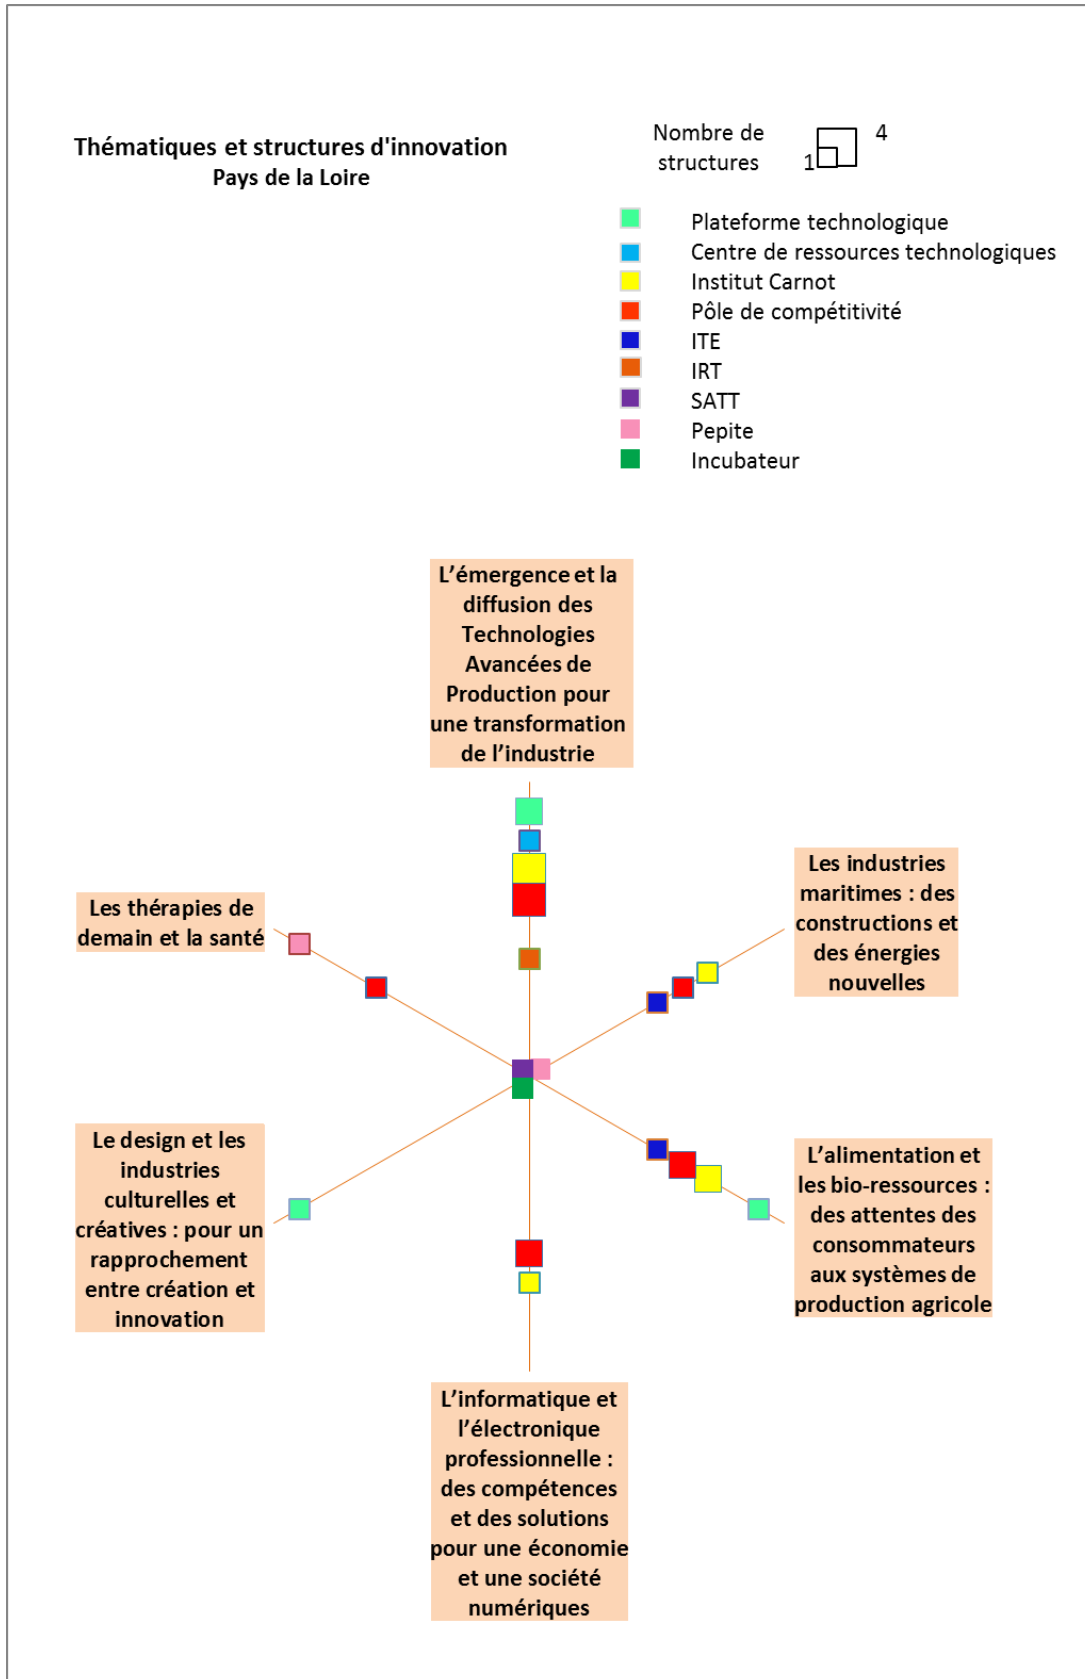 Thématiques et structures d'innovation
Pays de la Loire
Nombre de
structures
1
4
Plateforme technologique
Centre de ressources technologiques
Institut Carnot
Pôle de compétitivité
ITE
IRT
SATT
Pepite
Incubateur
L'émergence et la
diffusion des
Technologies
Avancées de
Production pour
une transformation
de l'industrie
Les industries
maritimes : des
constructions et
des énergies
nouvelles
Les thérapies de
demain et la santé
Le design et les
industries
culturelles et
créatives : pour un
rapprochement
entre création et
innovation
L'alimentation et
les bio-ressources :
des attentes des
consommateurs
aux systèmes de
production agricole
L'informatique et
l'électronique
professionnelle :
des compétences
et des solutions
pour une économie
et une société
numériques